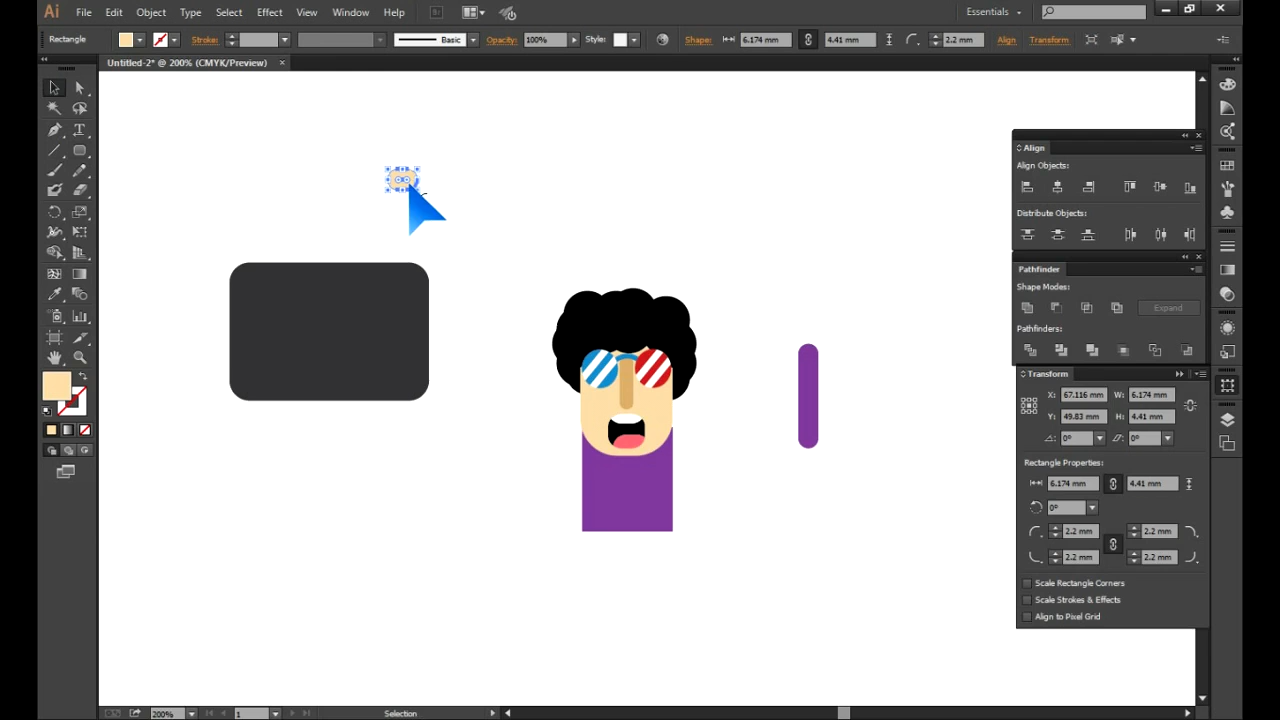 Ai File Edit Object Type Select Effect View Window Help Br Essentials
Rectangle Stroke: Basic Opacity: 100% Style: Shape: 6.174 mm 4.41 mm 2.2 mm Align Transform
Untitled-2* @ 200% (CMYK/Preview) ×
Align
Align Objects:
Distribute Objects:
Pathfinder
Shape Modes:
Expand
Pathfinders:
Transform
X: 67.116 mm W: 6.174 mm
Y: 49.83 mm H: 4.41 mm
0° 0°
Rectangle Properties:
6.174 mm 4.41 mm
0°
2.2 mm 2.2 mm
2.2 mm 2.2 mm
Scale Rectangle Corners
Scale Strokes & Effects
Align to Pixel Grid
200% 1 Selection